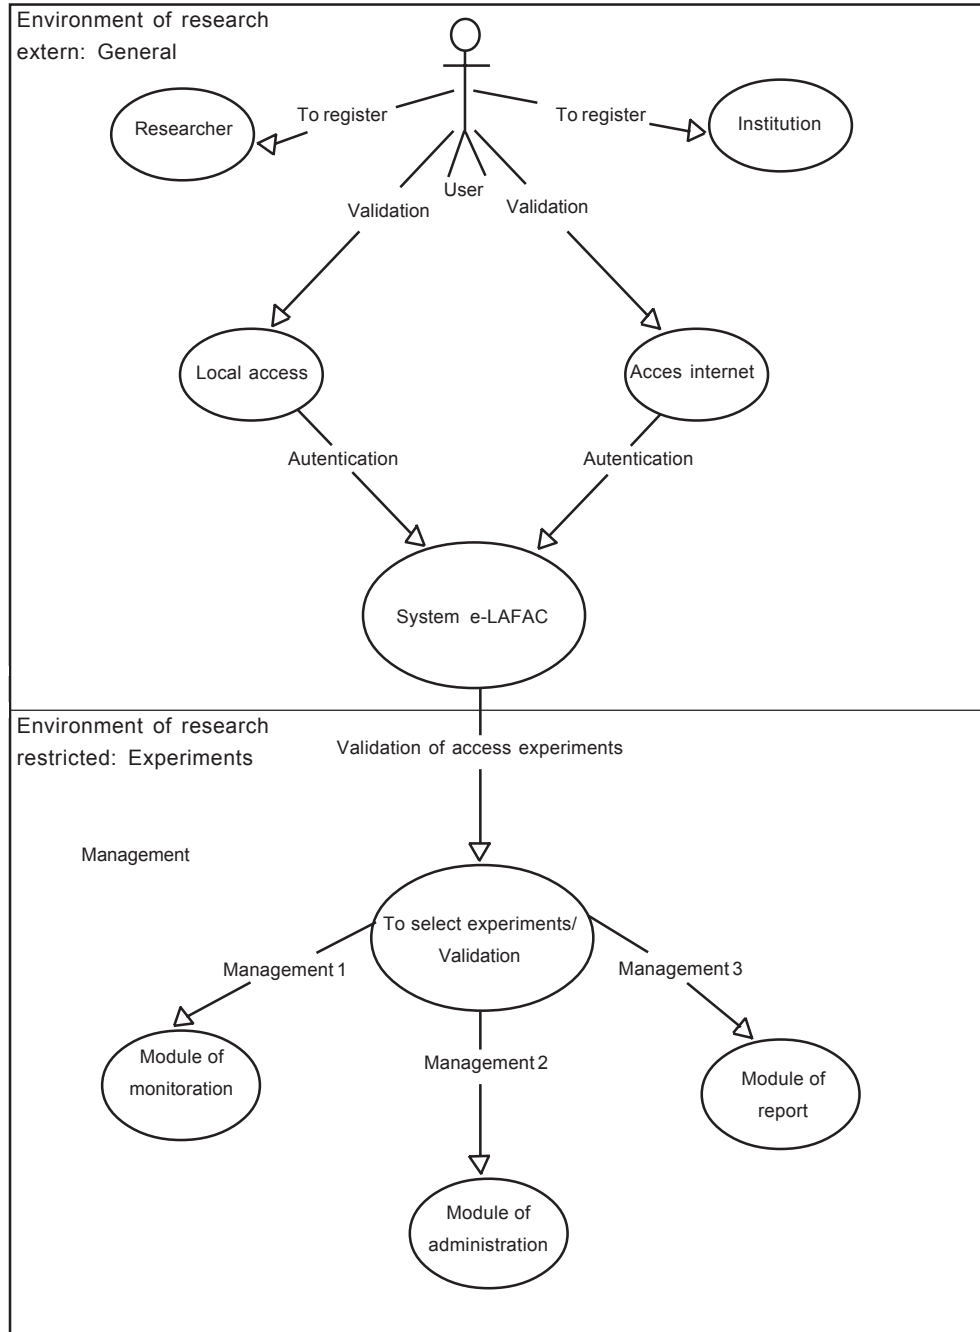 Environment of research
extern: General
To register
To register
Researcher
Institution
User
Validation
Validation
Local access
Acces internet
Autentication
Autentication
System e-LAFAC
Environment of research
restricted: Experiments
Validation of access experiments
Management
To select experiments/
Validation
Management 1
Management 3
Module of
monitoration
Management 2
Module of
report
Module of
administration